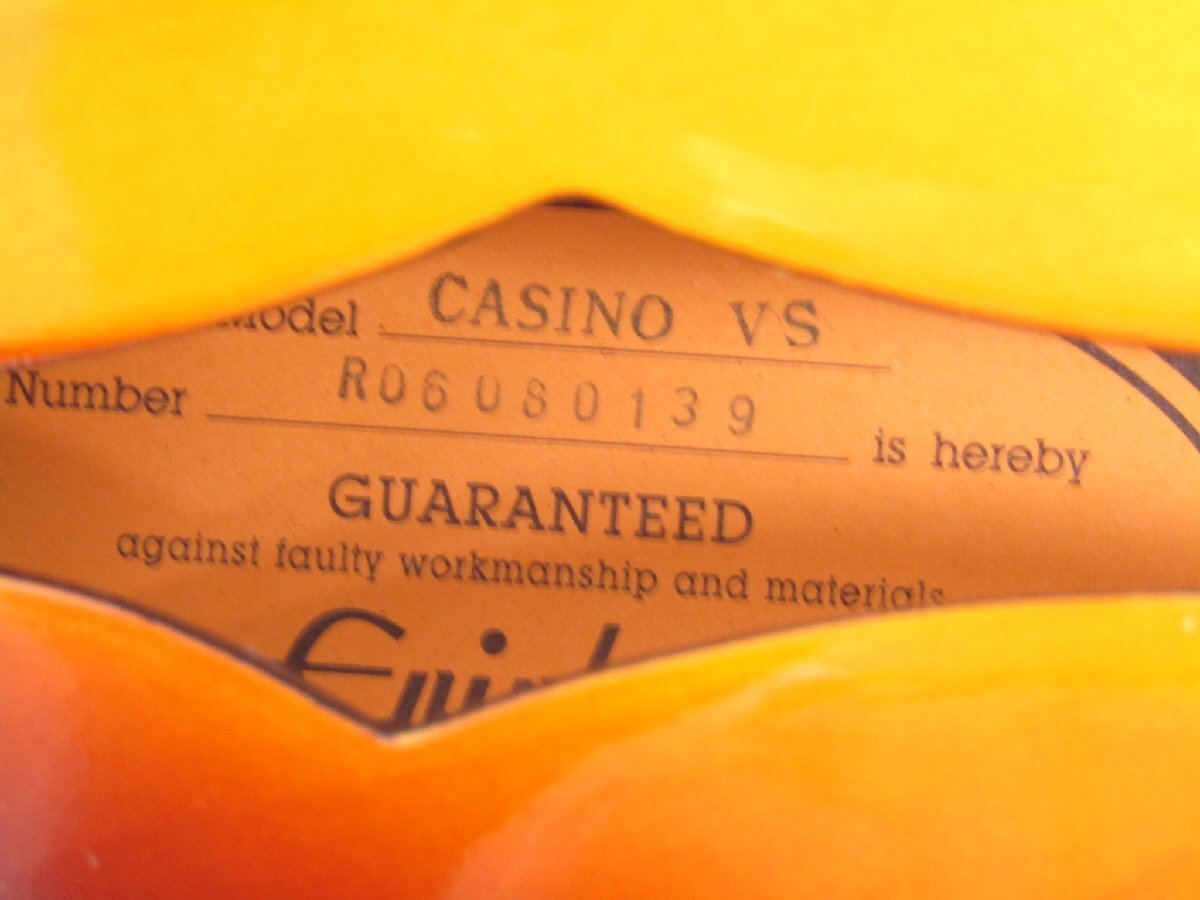 Model CASINO VS
Number R06080139 is hereby
GUARANTEED
against faulty workmanship and materials